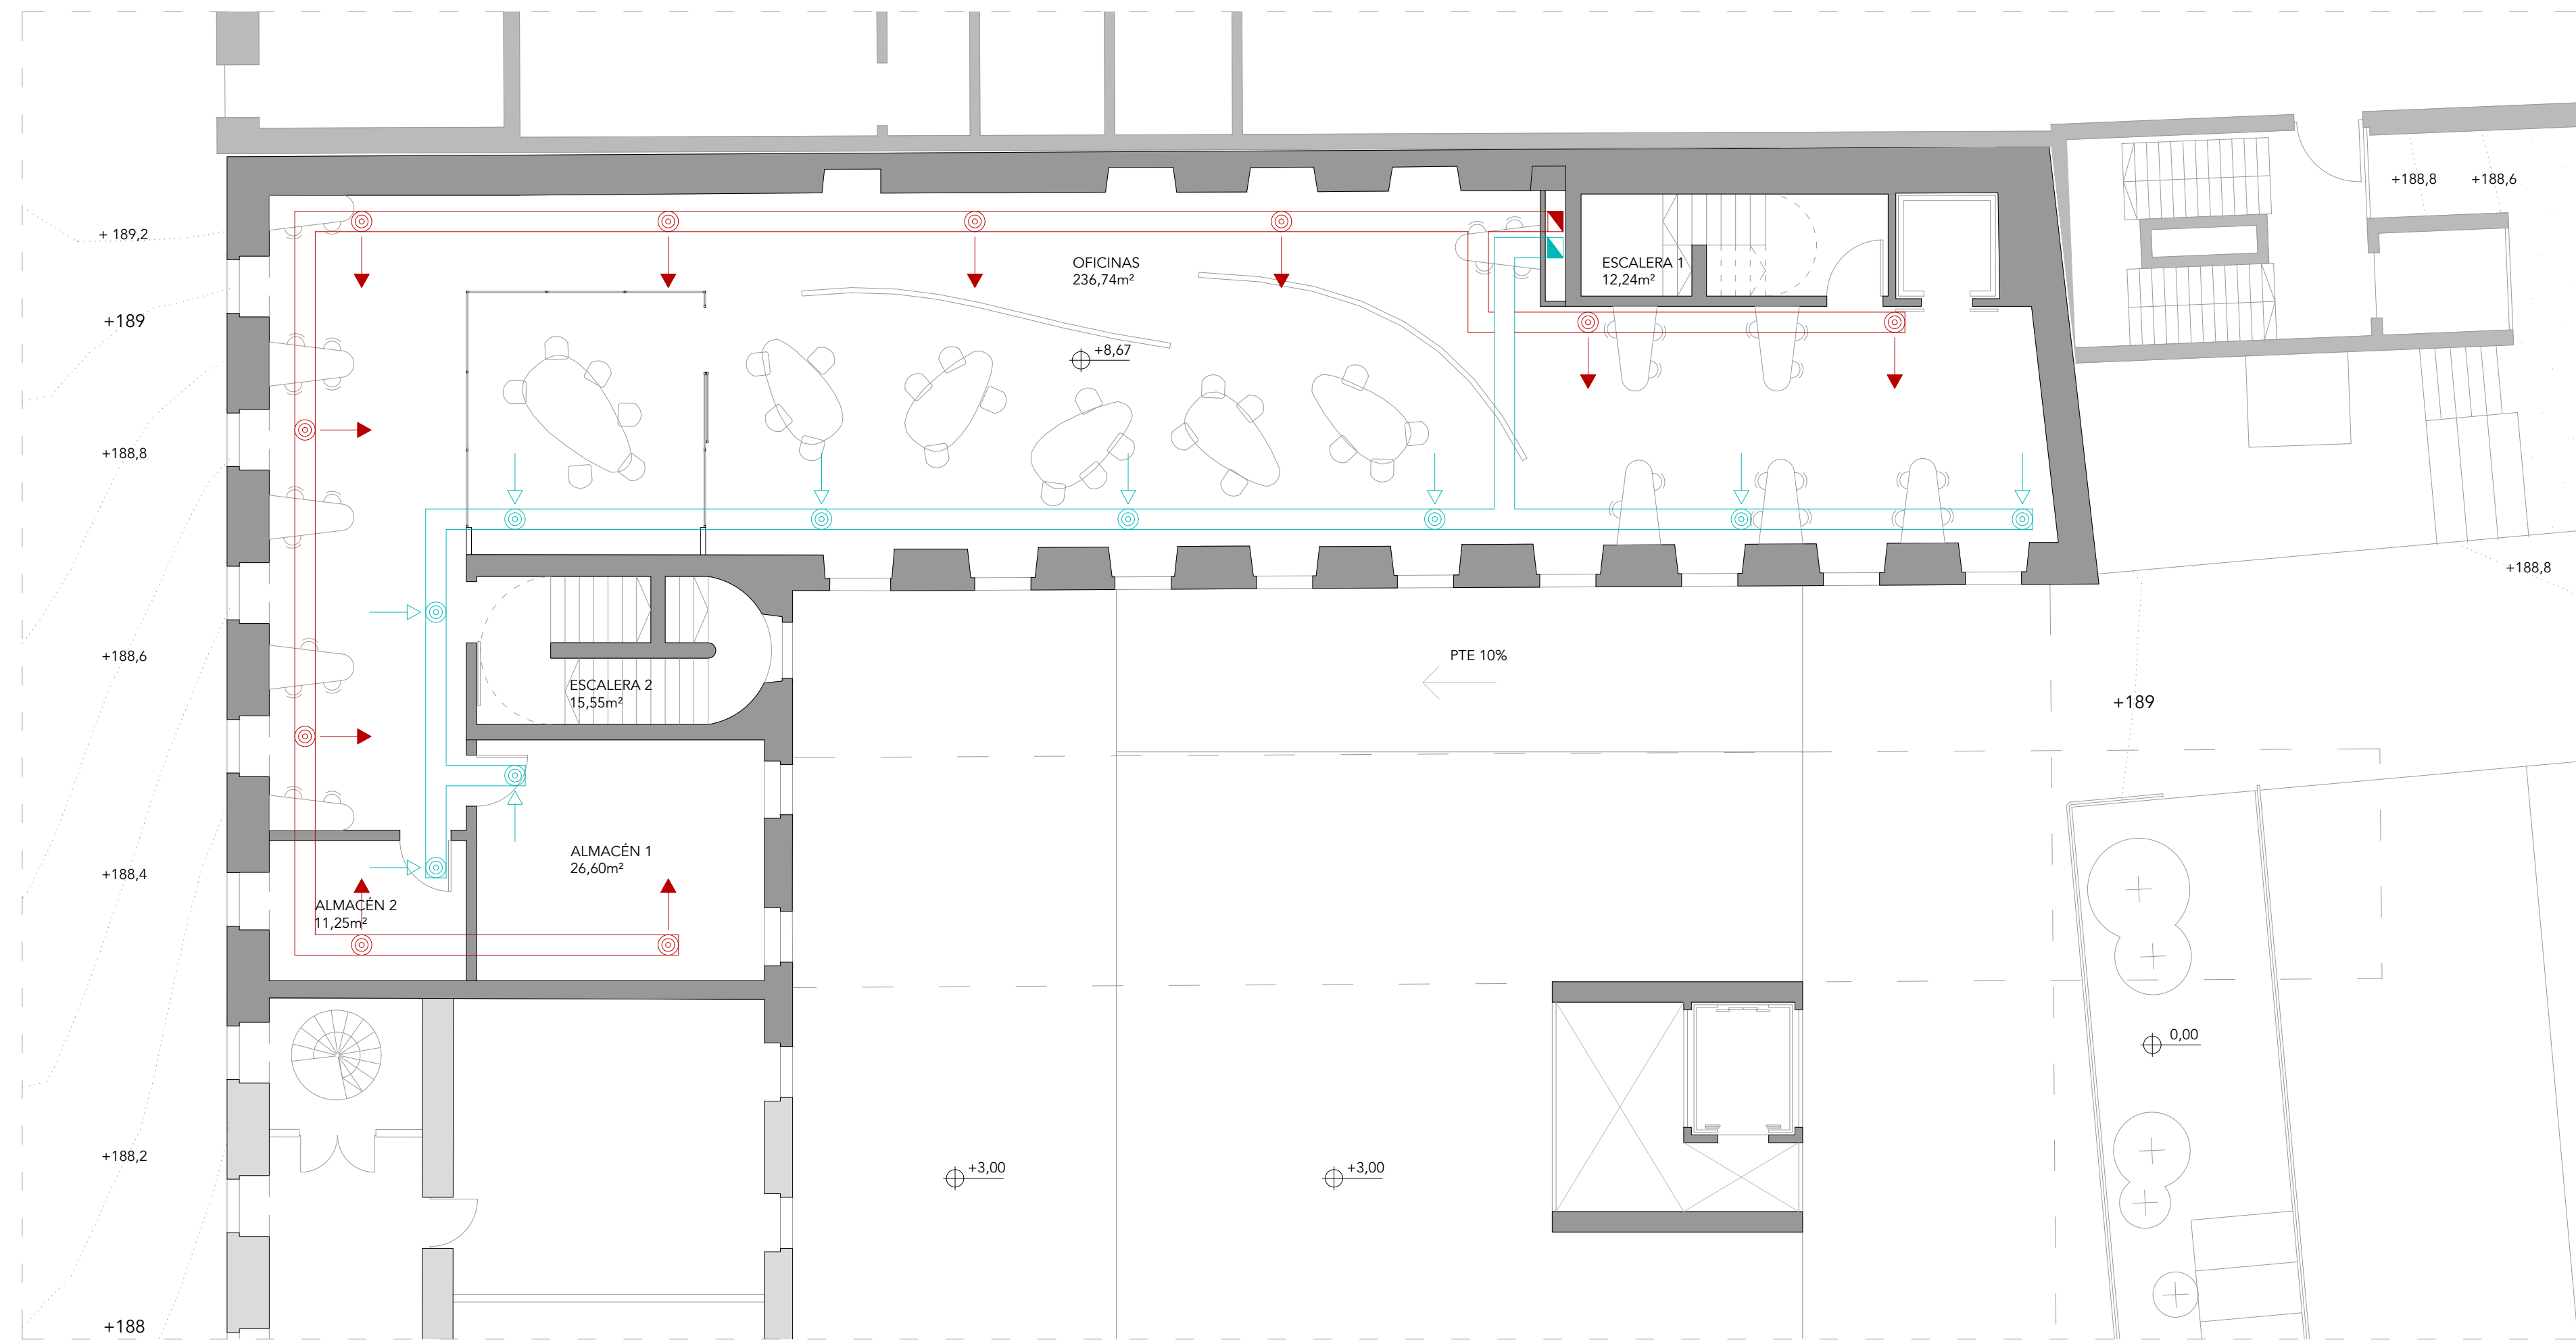 +188,8
+188,6
+ 189,2
OFICINAS
236,74m²
ESCALERA 1
12,24m²
+189
+8,67
+188,8
+188,8
+188,6
PTE 10%
ESCALERA 2
15,55m²
+189
ALMACÉN 1
26,60m²
+188,4
ALMACÉN 2
11,25m²
0,00
+188,2
+3,00
+3,00
+188